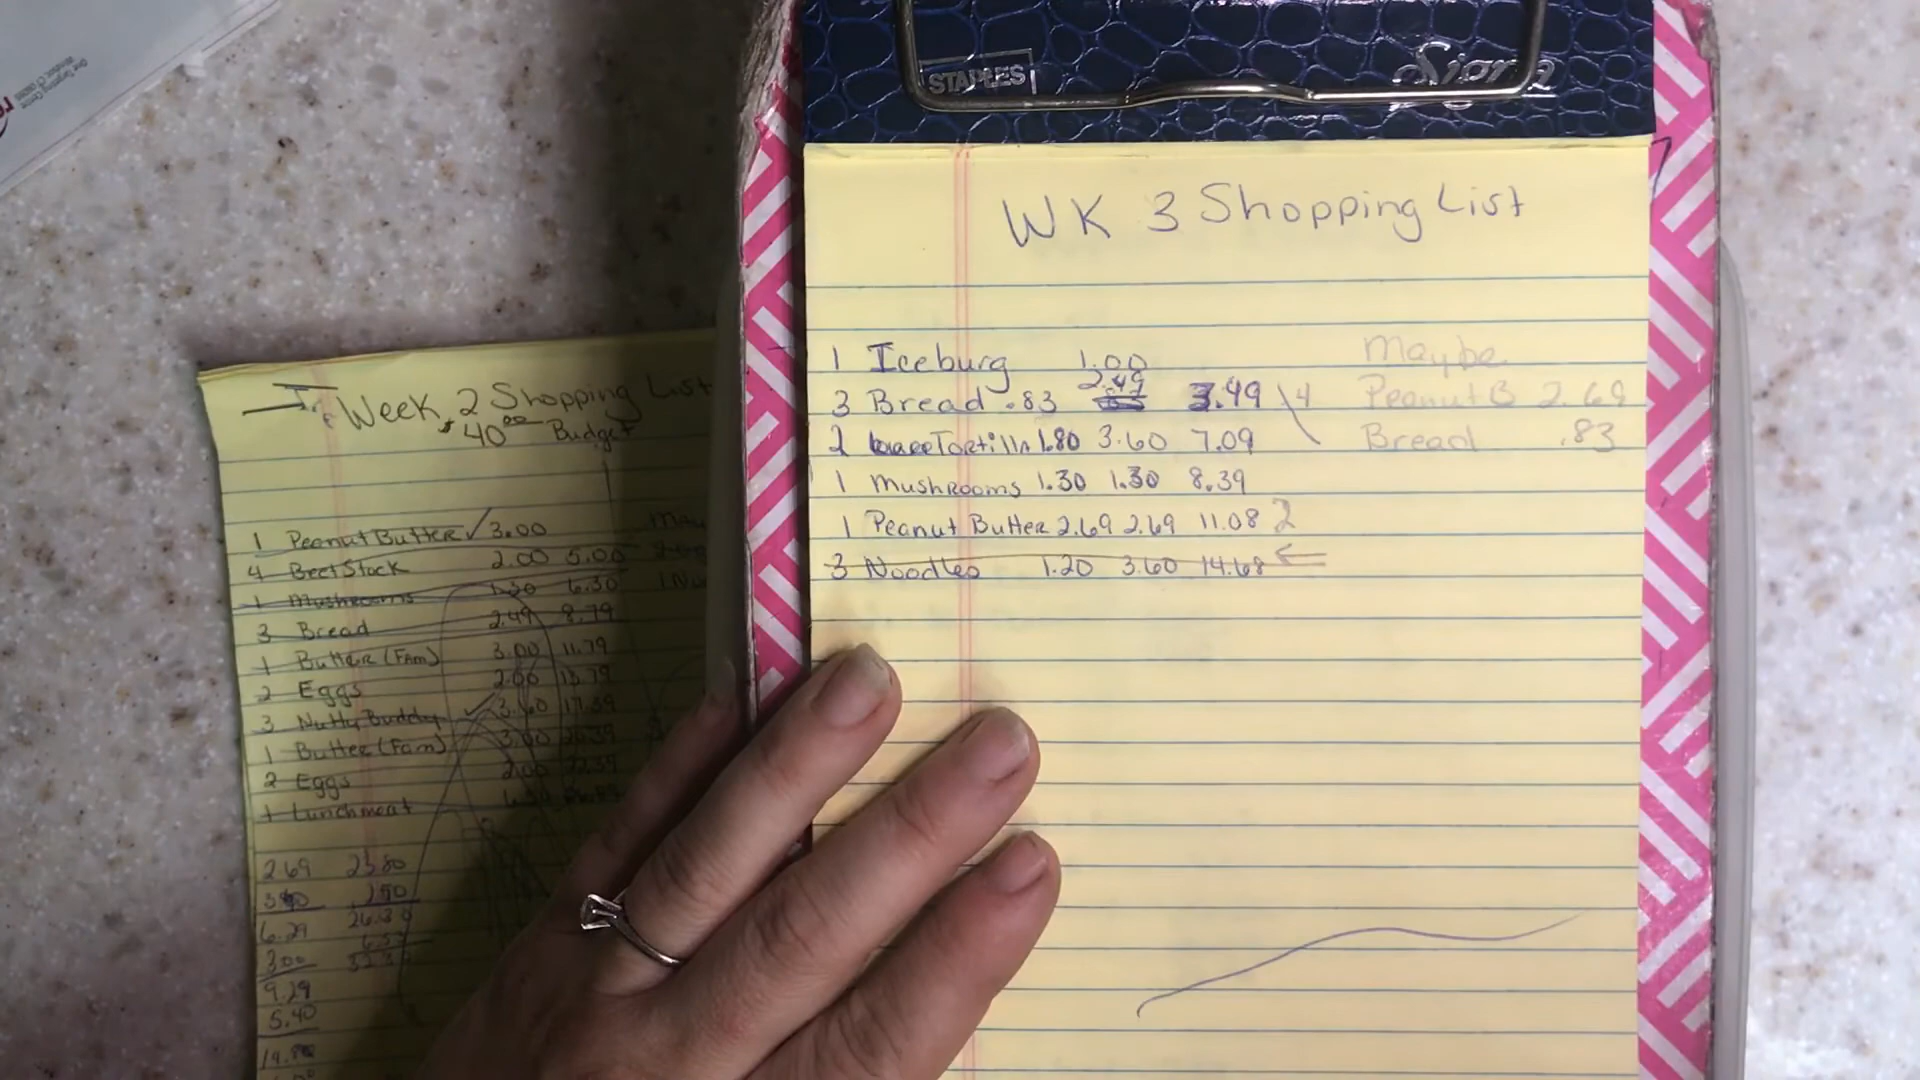 STAPLES
WK 3 Shopping List
1 Iceburg 1.00
3 Bread .83 2.49 3.49 4
2 Tortilla 1.80 3.60 7.09
1 Mushrooms 1.30 1.30 8.39
1 Peanut Butter 2.69 2.69 11.08 2
3 Noodles 1.20 3.60 14.68
Maybe
Peanut B 2.69
Bread .83
Week 2 Shopping List
$40.00 Budget
1 Peanut Butter ✓ 3.00
4 Beef Stock 2.00 5.00
1 Mushrooms 1.30 6.30
3 Bread 2.49 8.79
1 Butter (Fam) 3.00 11.79
2 Eggs 2.00 13.79
3 Nutty Buddy 3.60 17.39
1 Butter (Fam) 3.00 20.39
2 Eggs 2.00 22.39
1 Lunchmeat
2.69
6.29
3.00
9.29
5.40